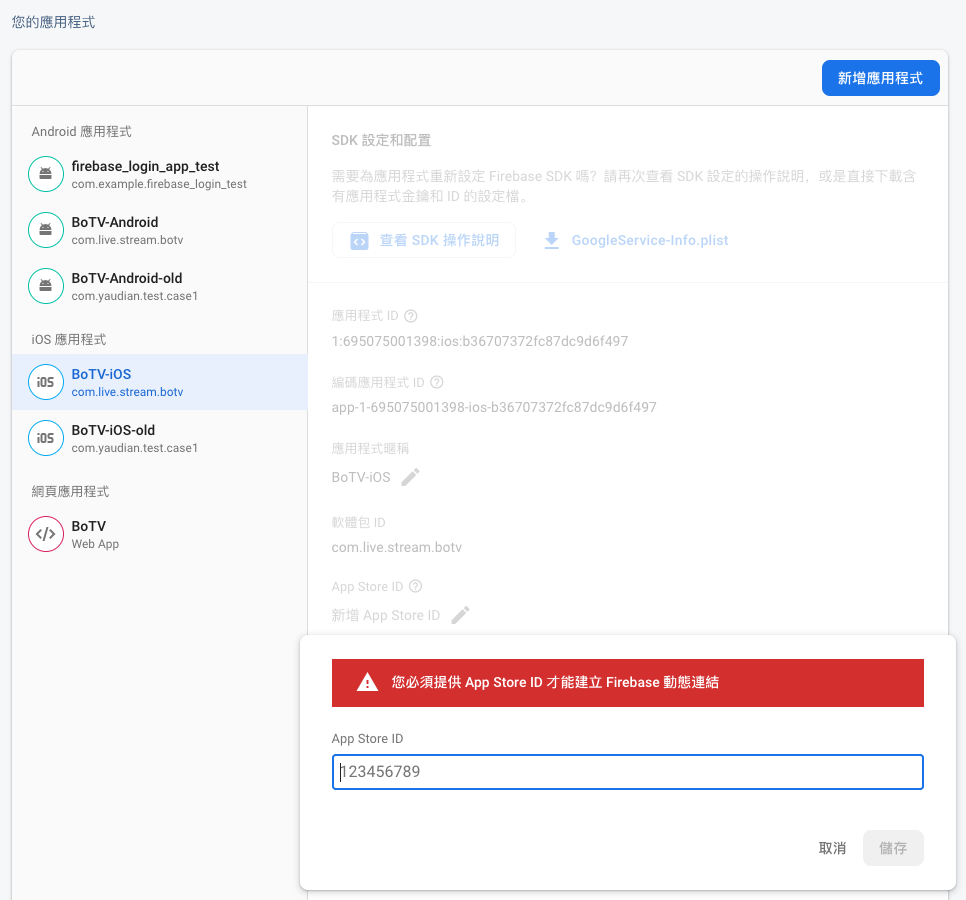 您的應用程式
新增應用程式
Android 應用程式
firebase_login_app_test
com.example.firebase_login_test
BoTV-Android
com.live.stream.botv
BoTV-Android-old
com.yaudian.test.case1
iOS 應用程式
iOS
BoTV-iOS
com.live.stream.botv
iOS
BoTV-iOS-old
com.yaudian.test.case1
網頁應用程式
BoTV
Web App
SDK 設定和配置
需要為應用程式重新設定 Firebase SDK 嗎？請再次查看 SDK 設定的操作說明，或是直接下載含
有應用程式金鑰和 ID 的設定檔。
查看 SDK 操作說明
GoogleService-Info.plist
應用程式 ID
1:695075001398:ios:b36707372fc87dc9d6f497
編碼應用程式 ID
app-1-695075001398-ios-b36707372fc87dc9d6f497
應用程式暱稱
BoTV-iOS
軟體包 ID
com.live.stream.botv
App Store ID
新增 App Store ID
您必須提供 App Store ID 才能建立 Firebase 動態連結
App Store ID
123456789
取消
儲存